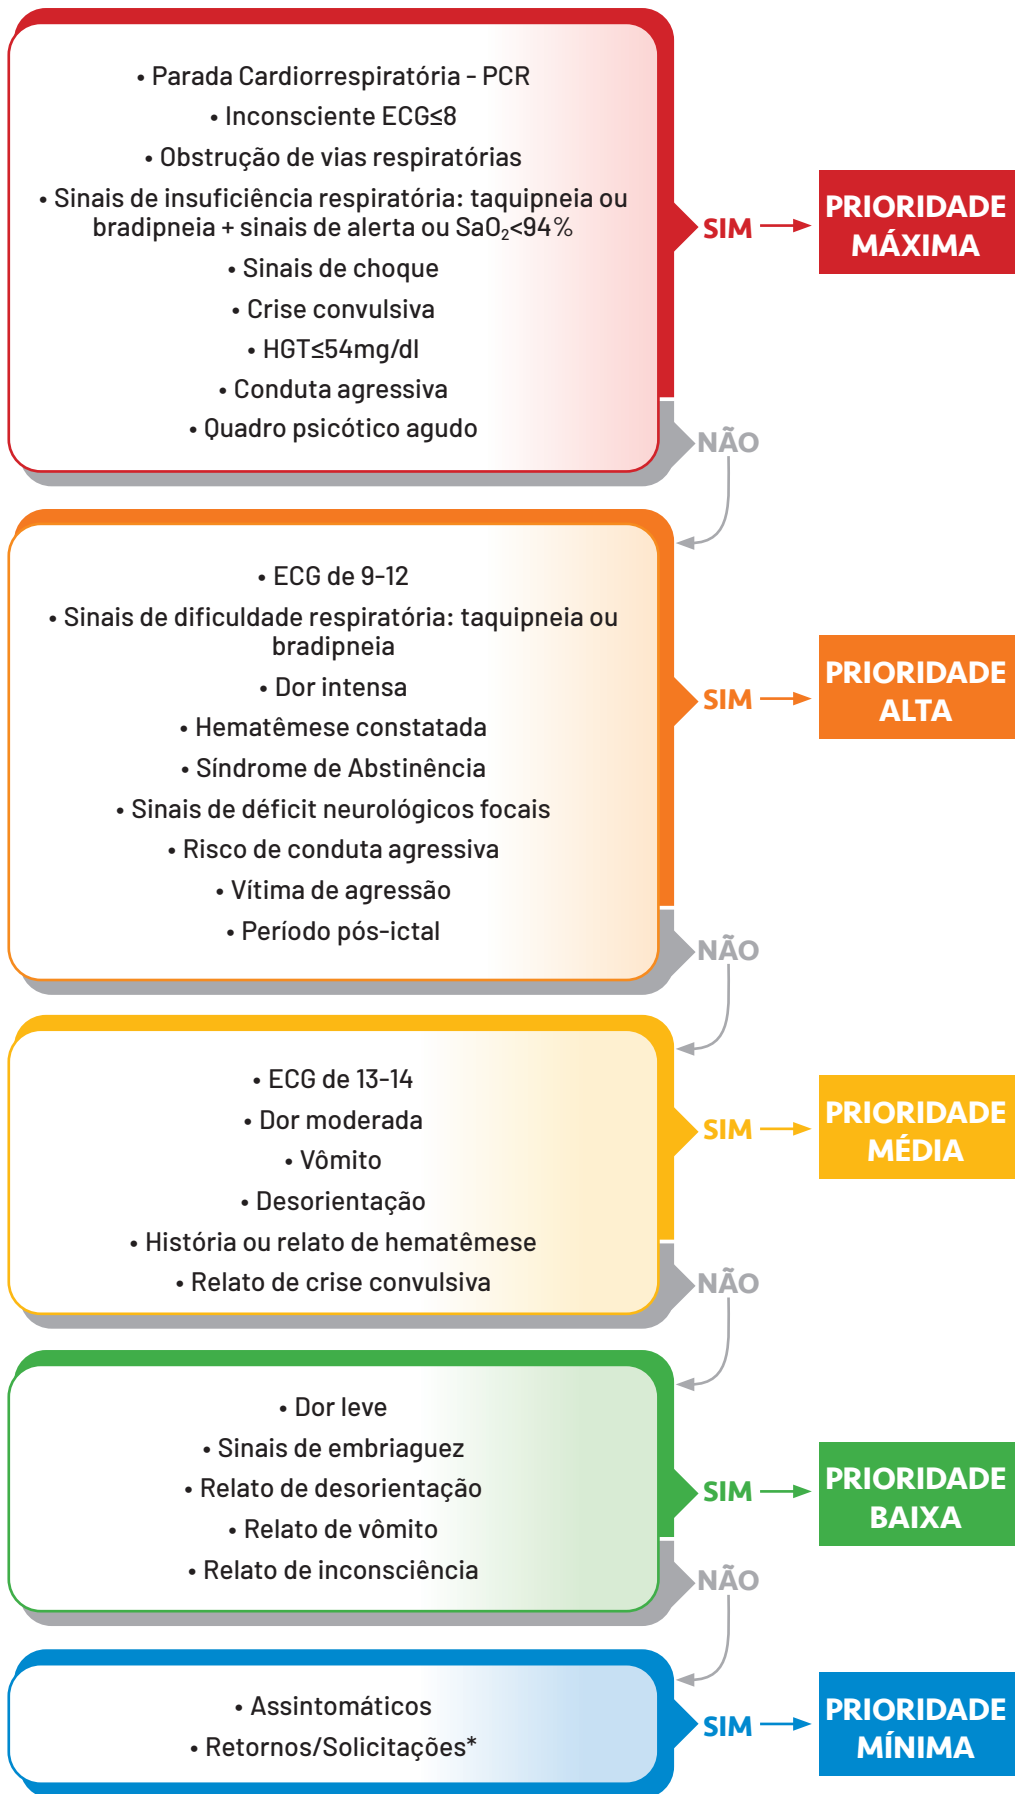 • Parada Cardiorrespiratória - PCR
• Inconsciente ECG≤8
• Obstrução de vias respiratórias
• Sinais de insuficiência respiratória: taquipneia ou
bradipneia + sinais de alerta ou SaO₂<94%
• Sinais de choque
• Crise convulsiva
• HGT≤54mg/dl
• Conduta agressiva
• Quadro psicótico agudo
SIM
PRIORIDADE
MÁXIMA
NÃO
• ECG de 9-12
• Sinais de dificuldade respiratória: taquipneia ou
bradipneia
• Dor intensa
• Hematêmese constatada
• Síndrome de Abstinência
• Sinais de déficit neurológicos focais
• Risco de conduta agressiva
• Vítima de agressão
• Período pós-ictal
SIM
PRIORIDADE
ALTA
NÃO
• ECG de 13-14
• Dor moderada
• Vômito
• Desorientação
• História ou relato de hematêmese
• Relato de crise convulsiva
SIM
PRIORIDADE
MÉDIA
NÃO
• Dor leve
• Sinais de embriaguez
• Relato de desorientação
• Relato de vômito
• Relato de inconsciência
SIM
PRIORIDADE
BAIXA
NÃO
• Assintomáticos
• Retornos/Solicitações*
SIM
PRIORIDADE
MÍNIMA